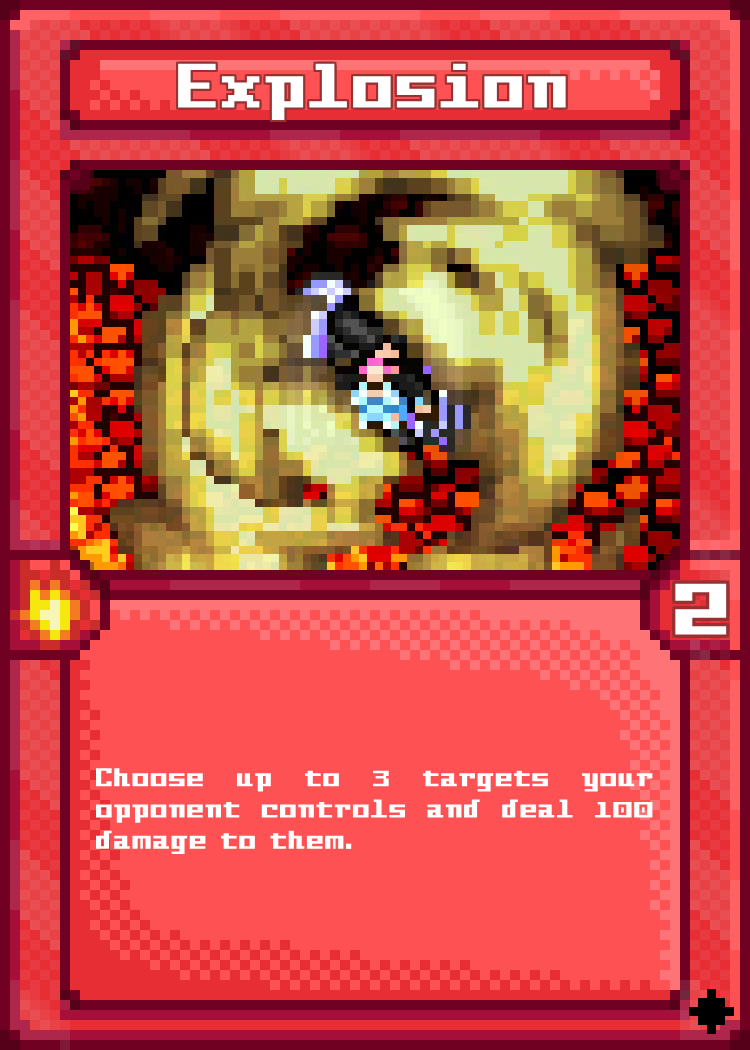 Explosion
2
Choose up to 3 targets your
opponent controls and deal 100
damage to them.